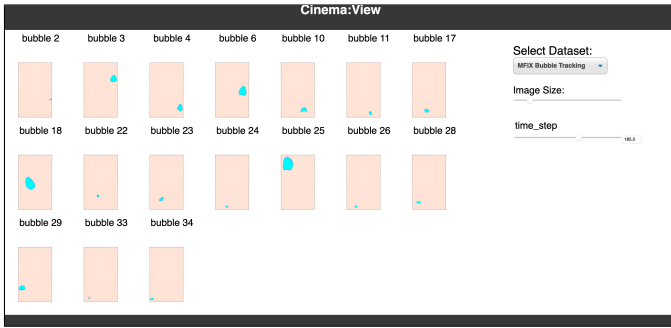 Cinema:View
bubble 2 bubble 3 bubble 4 bubble 6 bubble 10 bubble 11 bubble 17
Select Dataset:
MFIX Bubble Tracking
Image Size:
time_step
185.0
bubble 18 bubble 22 bubble 23 bubble 24 bubble 25 bubble 26 bubble 28
bubble 29 bubble 33 bubble 34